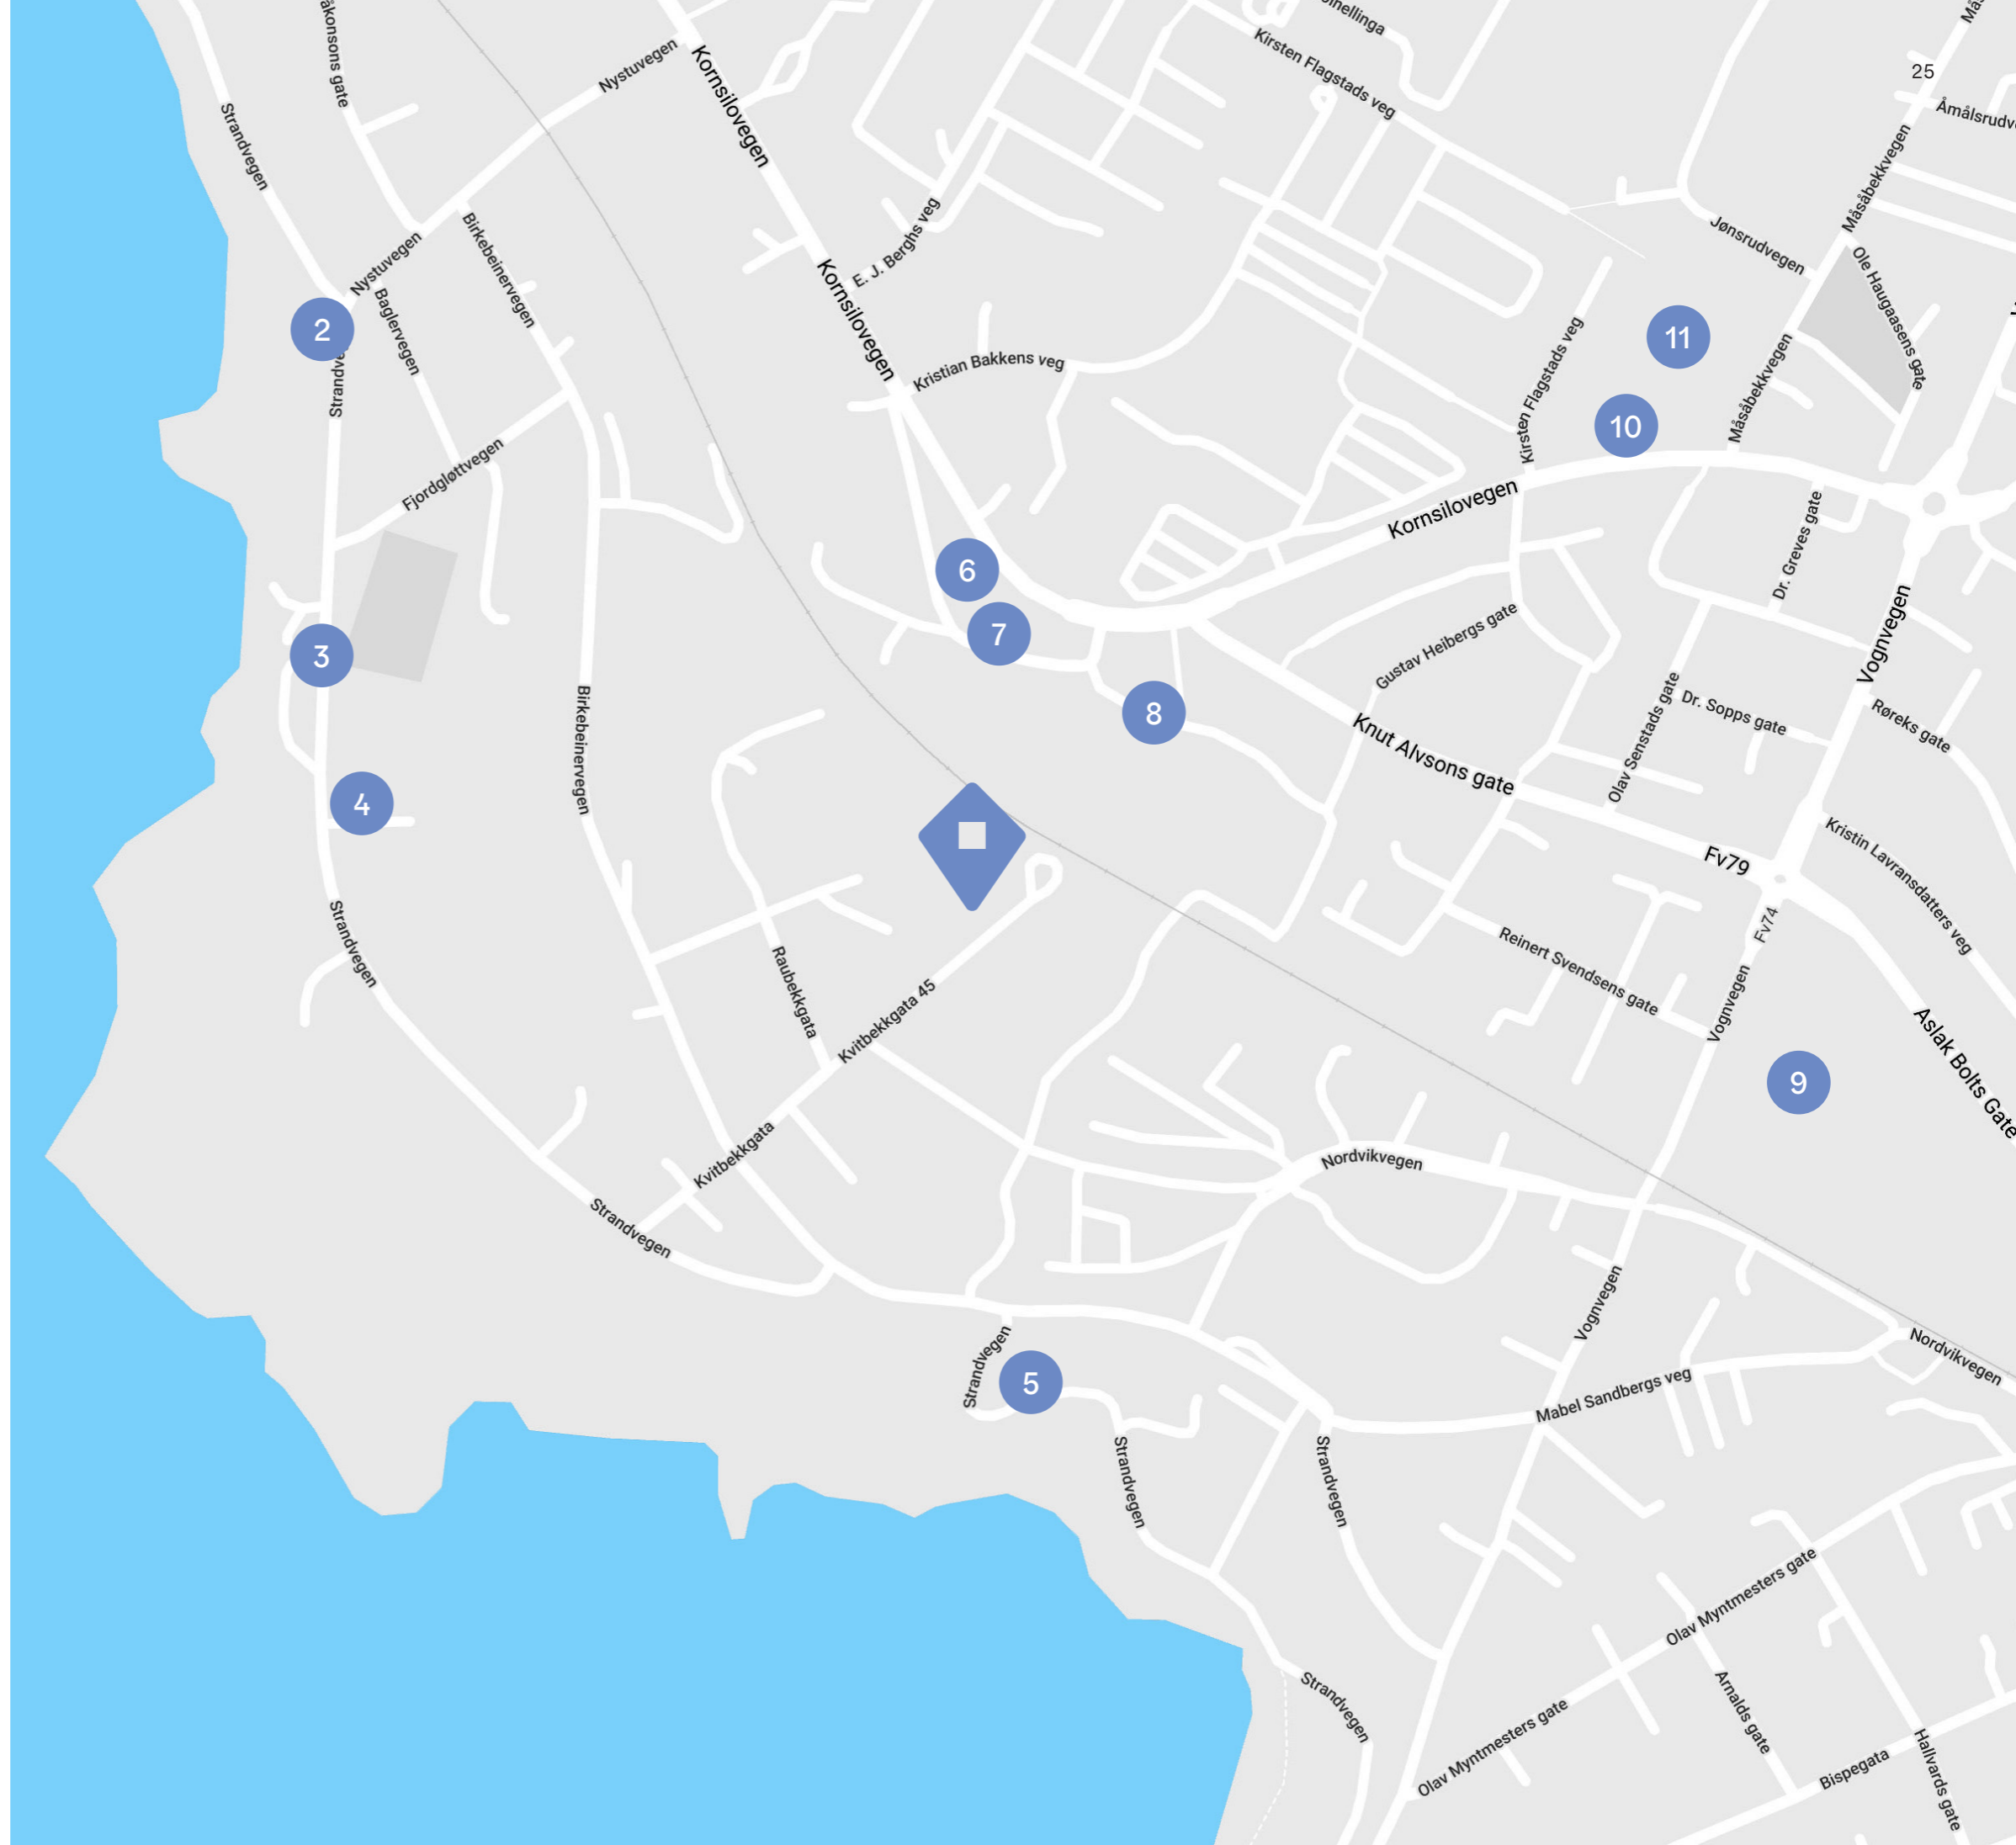 Kirsten Flagstads veg
Nystuvegen
Kornsilovegen
25
Åmålsrudv
Strandvegen
Måsåbekkvegen
E. J. Berghs veg
Birkebeinervegen
Nystuvegen
Jønsrudvegen
Ole Haugaasens gate
Kornsilovegen
Baglervegen
2
11
Strandve
Kristian Bakkens veg
Kirsten Flagstads veg
Måsåbekkvegen
10
Fjordgløttvegen
Kornsilovegen
Dr. Greves gate
6
7
Gustav Heibergs gate
Vognvegen
3
8
Birkebeinervegen
Olav Senstads gate
Dr. Sopps gate
Røreks gate
Knut Alvsons gate
4
Kristin Lavransdatters veg
Fv79
Fv74
Strandvegen
Raubekkgata
Reinert Svendsens gate
Kvitbekkgata 45
Vognvegen
Aslak Bolts Gate
9
Kvitbekkgata
Nordvikvegen
Strandvegen
Vognvegen
Nordvikvegen
Strandvegen
5
Mabel Sandbergs veg
Strandvegen
Strandvegen
Olav Myntmesters gate
Strandvegen
Arnalds gate
Olav Myntmesters gate
Bispegata
Hallvards gate